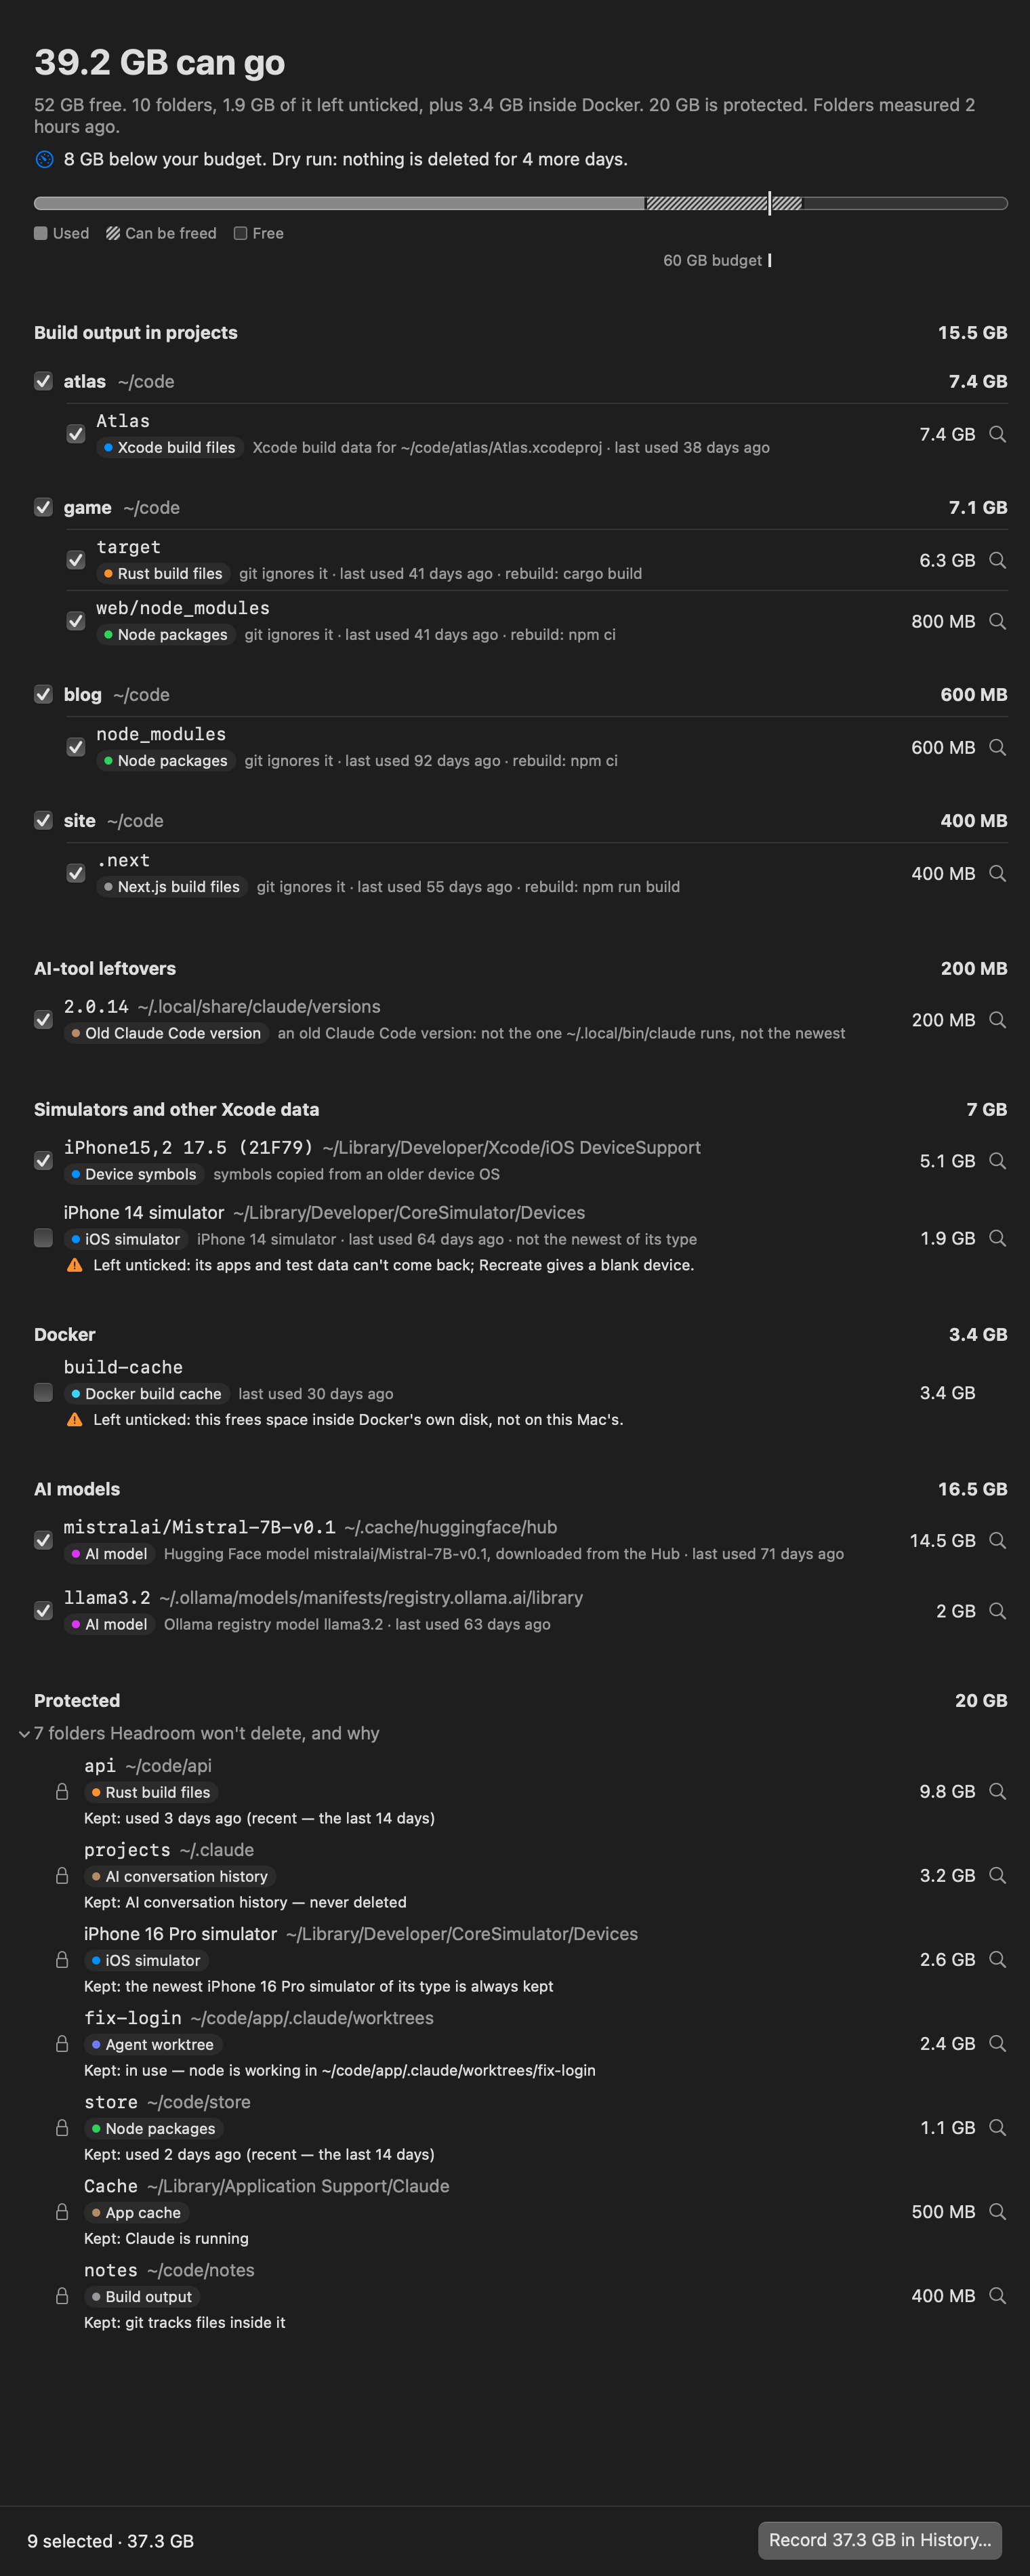 39.2 GB can go
52 GB free. 10 folders, 1.9 GB of it left unticked, plus 3.4 GB inside Docker. 20 GB is protected. Folders measured 2
hours ago.
8 GB below your budget. Dry run: nothing is deleted for 4 more days.
Used Can be freed Free
60 GB budget
Build output in projects 15.5 GB
atlas ~/code 7.4 GB
Atlas
Xcode build files Xcode build data for ~/code/atlas/Atlas.xcodeproj · last used 38 days ago 7.4 GB
game ~/code 7.1 GB
target
Rust build files git ignores it · last used 41 days ago · rebuild: cargo build 6.3 GB
web/node_modules
Node packages git ignores it · last used 41 days ago · rebuild: npm ci 800 MB
blog ~/code 600 MB
node_modules
Node packages git ignores it · last used 92 days ago · rebuild: npm ci 600 MB
site ~/code 400 MB
.next
Next.js build files git ignores it · last used 55 days ago · rebuild: npm run build 400 MB
AI-tool leftovers 200 MB
2.0.14 ~/.local/share/claude/versions
Old Claude Code version an old Claude Code version: not the one ~/.local/bin/claude runs, not the newest 200 MB
Simulators and other Xcode data 7 GB
iPhone15,2 17.5 (21F79) ~/Library/Developer/Xcode/iOS DeviceSupport
Device symbols symbols copied from an older device OS 5.1 GB
iPhone 14 simulator ~/Library/Developer/CoreSimulator/Devices
iOS simulator iPhone 14 simulator · last used 64 days ago · not the newest of its type 1.9 GB
Left unticked: its apps and test data can't come back; Recreate gives a blank device.
Docker 3.4 GB
build-cache
Docker build cache last used 30 days ago 3.4 GB
Left unticked: this frees space inside Docker's own disk, not on this Mac's.
AI models 16.5 GB
mistralai/Mistral-7B-v0.1 ~/.cache/huggingface/hub
AI model Hugging Face model mistralai/Mistral-7B-v0.1, downloaded from the Hub · last used 71 days ago 14.5 GB
llama3.2 ~/.ollama/models/manifests/registry.ollama.ai/library
AI model Ollama registry model llama3.2 · last used 63 days ago 2 GB
Protected 20 GB
7 folders Headroom won't delete, and why
api ~/code/api
Rust build files 9.8 GB
Kept: used 3 days ago (recent — the last 14 days)
projects ~/.claude
AI conversation history 3.2 GB
Kept: AI conversation history — never deleted
iPhone 16 Pro simulator ~/Library/Developer/CoreSimulator/Devices
iOS simulator 2.6 GB
Kept: the newest iPhone 16 Pro simulator of its type is always kept
fix-login ~/code/app/.claude/worktrees
Agent worktree 2.4 GB
Kept: in use — node is working in ~/code/app/.claude/worktrees/fix-login
store ~/code/store
Node packages 1.1 GB
Kept: used 2 days ago (recent — the last 14 days)
Cache ~/Library/Application Support/Claude
App cache 500 MB
Kept: Claude is running
notes ~/code/notes
Build output 400 MB
Kept: git tracks files inside it
9 selected · 37.3 GB Record 37.3 GB in History...